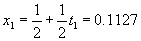 x₁ = 1/2 + 1/2 t₁ = 0.1127